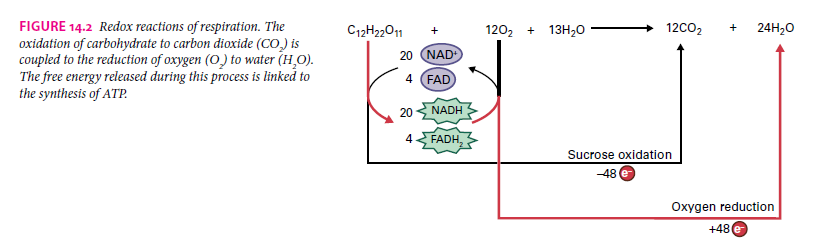 FIGURE 14.2 Redox reactions of respiration. The
oxidation of carbohydrate to carbon dioxide (CO₂) is
coupled to the reduction of oxygen (O₂) to water (H₂O).
The free energy released during this process is linked to
the synthesis of ATP.
C₁₂H₂₂O₁₁ + 12O₂ + 13H₂O 12CO₂ + 24H₂O
20 NAD⁺
4 FAD
20 NADH
4 FADH₂
Sucrose oxidation
–48 e⁻
Oxygen reduction
+48 e⁻